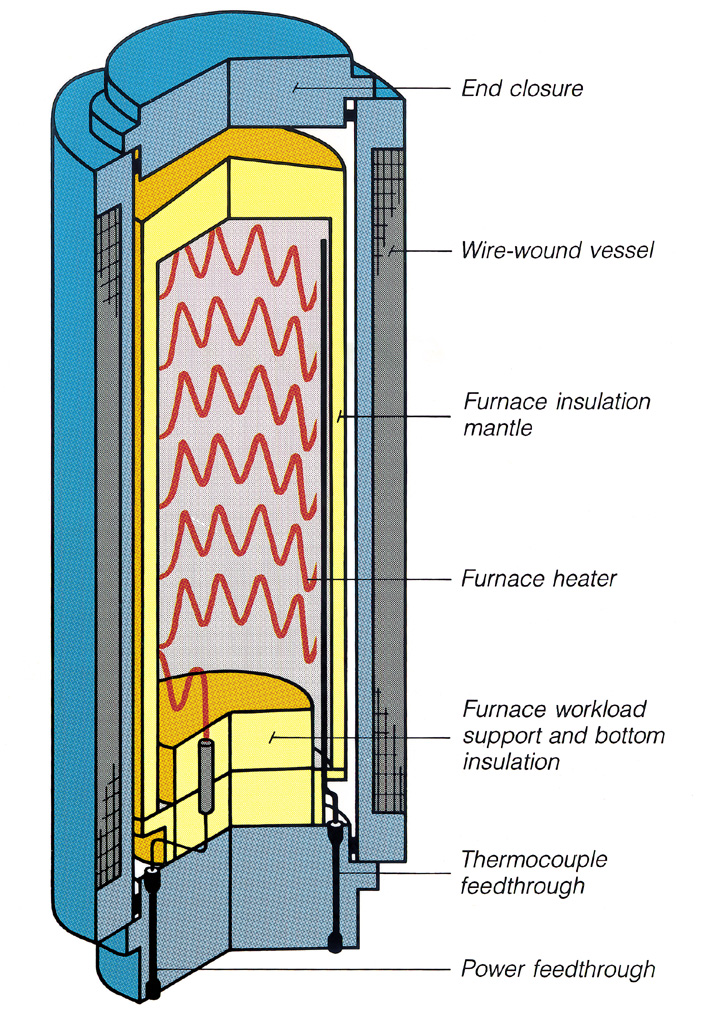 End closure
Wire-wound vessel
Furnace insulation
mantle
Furnace heater
Furnace workload
support and bottom
insulation
Thermocouple
feedthrough
Power feedthrough